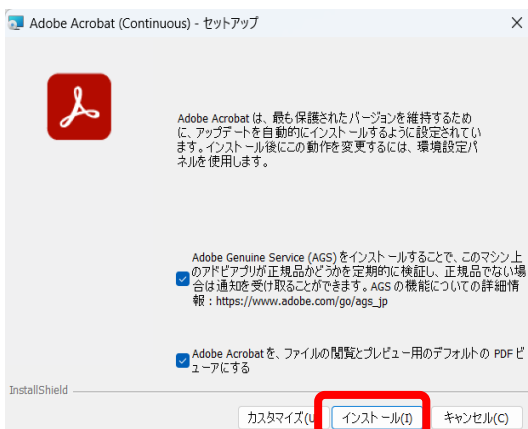 Adobe Acrobat (Continuous) - セットアップ
Adobe Acrobat は、最も保護されたバージョンを維持するため
に、アップデートを自動的にインストールするように設定されてい
ます。インストール後にこの動作を変更するには、環境設定パ
ネルを使用します。
Adobe Genuine Service (AGS) をインストールすることで、このマシン上
のアドビアプリが正規品かどうかを定期的に検証し、正規品でない場
合は通知を受け取ることができます。AGS の機能についての詳細情
報 : https://www.adobe.com/go/ags_jp
Adobe Acrobat を、ファイルの閲覧とプレビュー用のデフォルトの PDF ビ
ューアにする
InstallShield
カスタマイズ(U インストール(I) キャンセル(C)